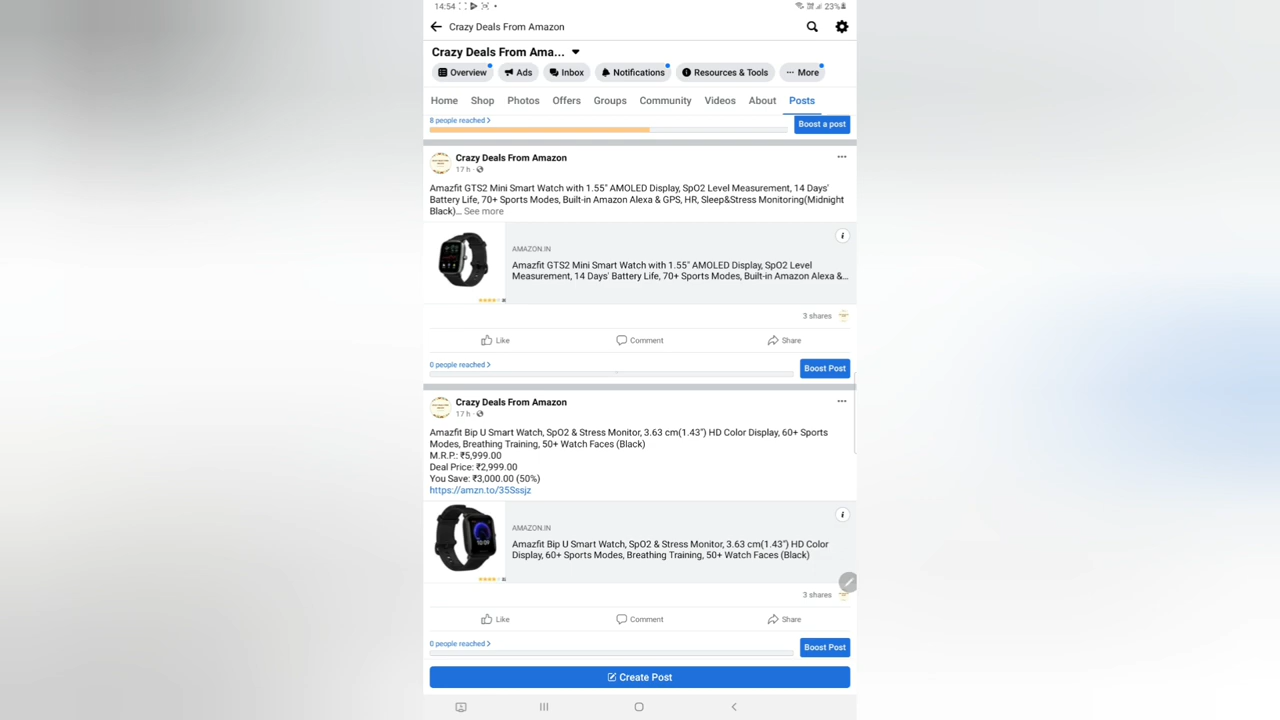 14:54
23%
Crazy Deals From Amazon
Crazy Deals From Ama...
Overview
Ads
Inbox
Notifications
Resources & Tools
More
Home
Shop
Photos
Offers
Groups
Community
Videos
About
Posts
8 people reached >
Boost a post
Crazy Deals From Amazon
17 h ·
Amazfit GTS2 Mini Smart Watch with 1.55" AMOLED Display, SpO2 Level Measurement, 14 Days'
Battery Life, 70+ Sports Modes, Built-in Amazon Alexa & GPS, HR, Sleep&Stress Monitoring(Midnight
Black)... See more
AMAZON.IN
Amazfit GTS2 Mini Smart Watch with 1.55" AMOLED Display, SpO2 Level
Measurement, 14 Days' Battery Life, 70+ Sports Modes, Built-in Amazon Alexa &...
3 shares
Like
Comment
Share
0 people reached >
Boost Post
Crazy Deals From Amazon
17 h ·
Amazfit Bip U Smart Watch, SpO2 & Stress Monitor, 3.63 cm(1.43") HD Color Display, 60+ Sports
Modes, Breathing Training, 50+ Watch Faces (Black)
M.R.P.: ₹5,999.00
Deal Price: ₹2,999.00
You Save: ₹3,000.00 (50%)
https://amzn.to/35Sssjz
AMAZON.IN
Amazfit Bip U Smart Watch, SpO2 & Stress Monitor, 3.63 cm(1.43") HD Color
Display, 60+ Sports Modes, Breathing Training, 50+ Watch Faces (Black)
3 shares
Like
Comment
Share
0 people reached >
Boost Post
Create Post